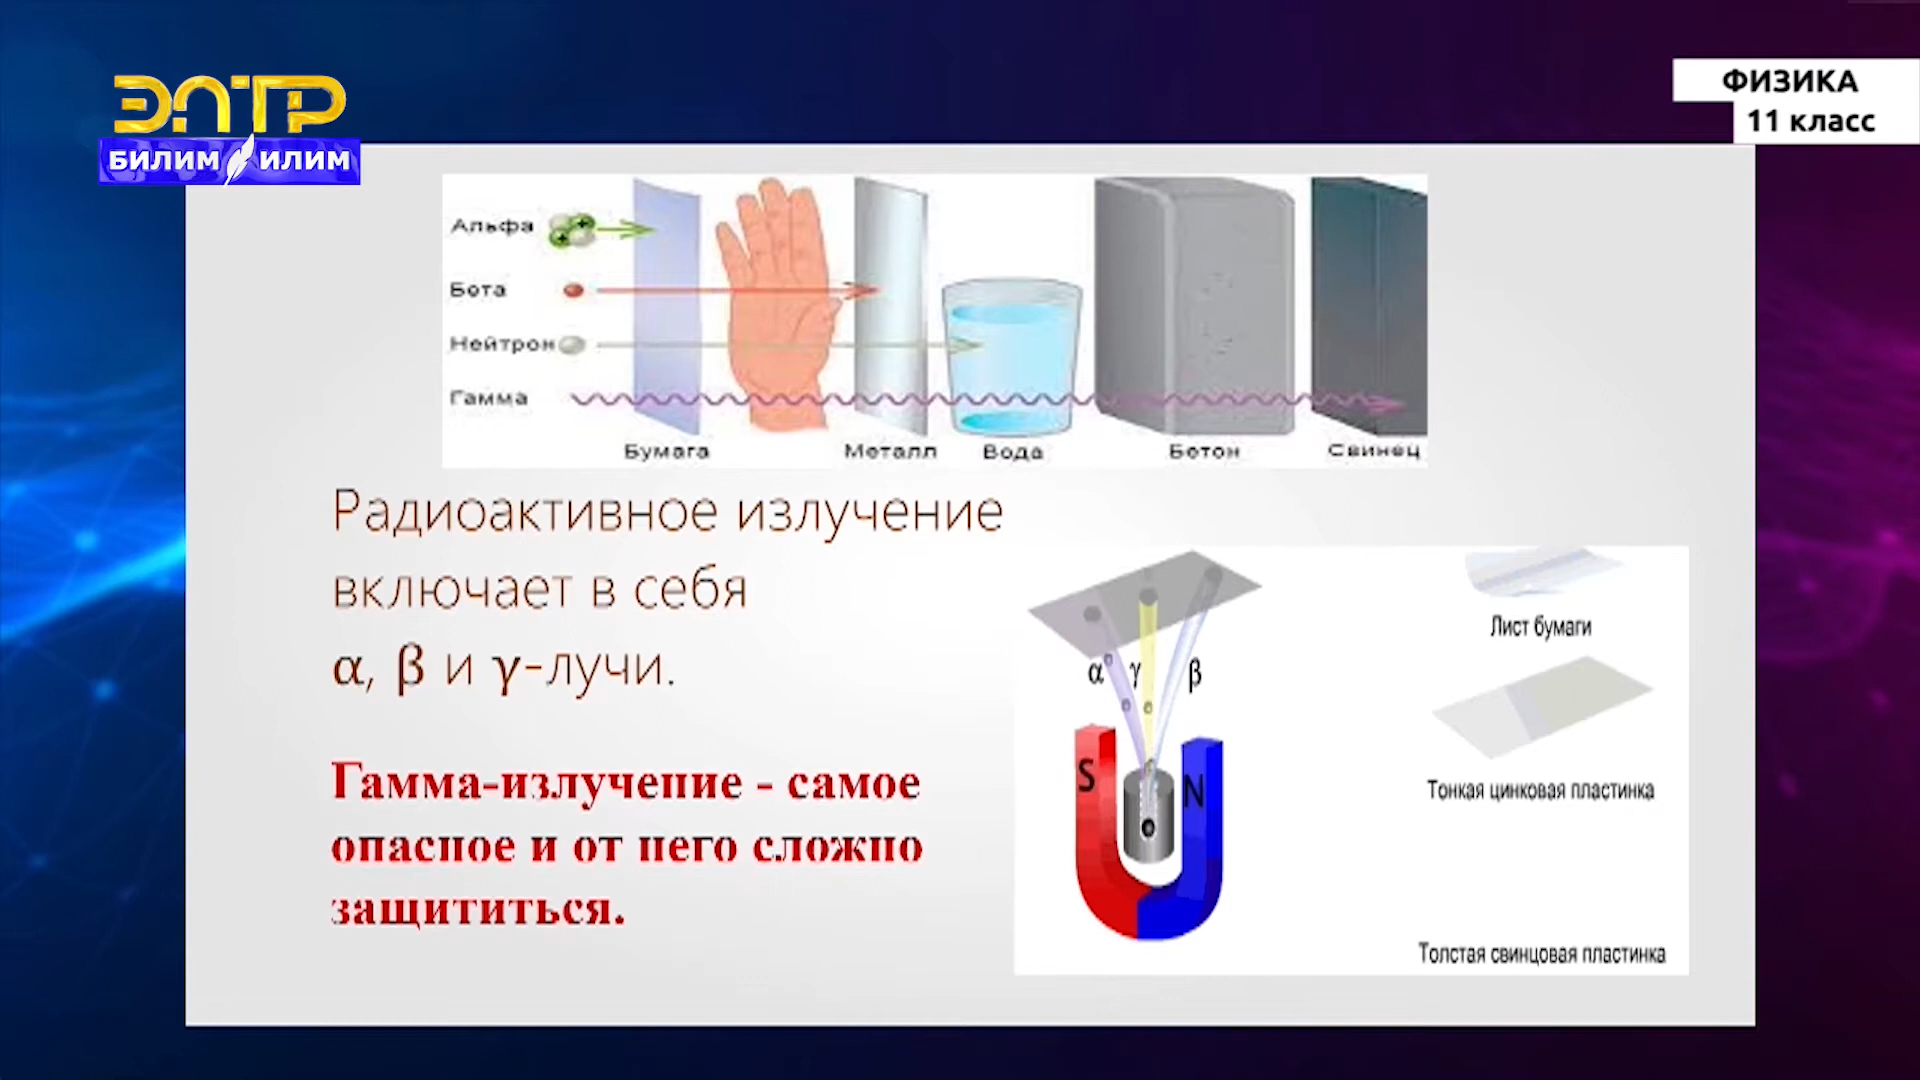 ЭЛТР
БИЛИМ ИЛИМ
ФИЗИКА
11 класс
Альфа
Бета
Нейтрон
Гамма
Бумага
Металл
Вода
Бетон
Свинец
Радиоактивное излучение
включает в себя
α, β и γ-лучи.
Гамма-излучение - самое
опасное и от него сложно
защититься.
α γ β
S N
Лист бумаги
Тонкая цинковая пластинка
Толстая свинцовая пластинка